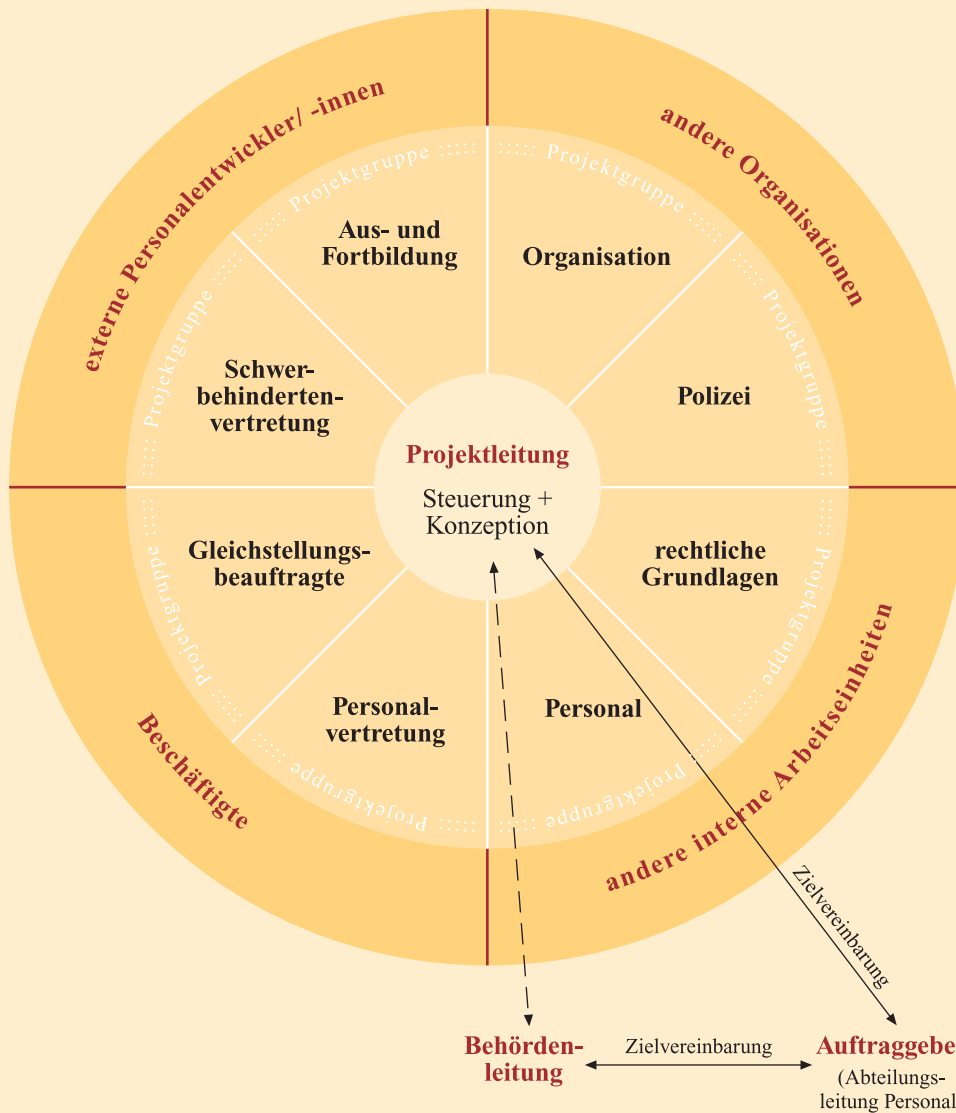 externe Personalentwickler/ -innen
andere Organisationen
::::: Projektgruppe :::::
Aus- und
Fortbildung
::::: Projektgruppe :::::
Organisation
::::: Projektgruppe :::::
Schwer-
behinderten-
vertretung
::::: Projektgruppe :::::
Polizei
Projektleitung
Steuerung +
Konzeption
::::: Projektgruppe :::::
Gleichstellungs-
beauftragte
::::: Projektgruppe :::::
rechtliche
Grundlagen
::::: Projektgruppe :::::
Personal-
vertretung
::::: Projektgruppe :::::
Personal
Beschäftigte
andere interne Arbeitseinheiten
Zielvereinbarung
Behörden-
leitung
Zielvereinbarung
Auftraggebe
(Abteilungs-
leitung Personal